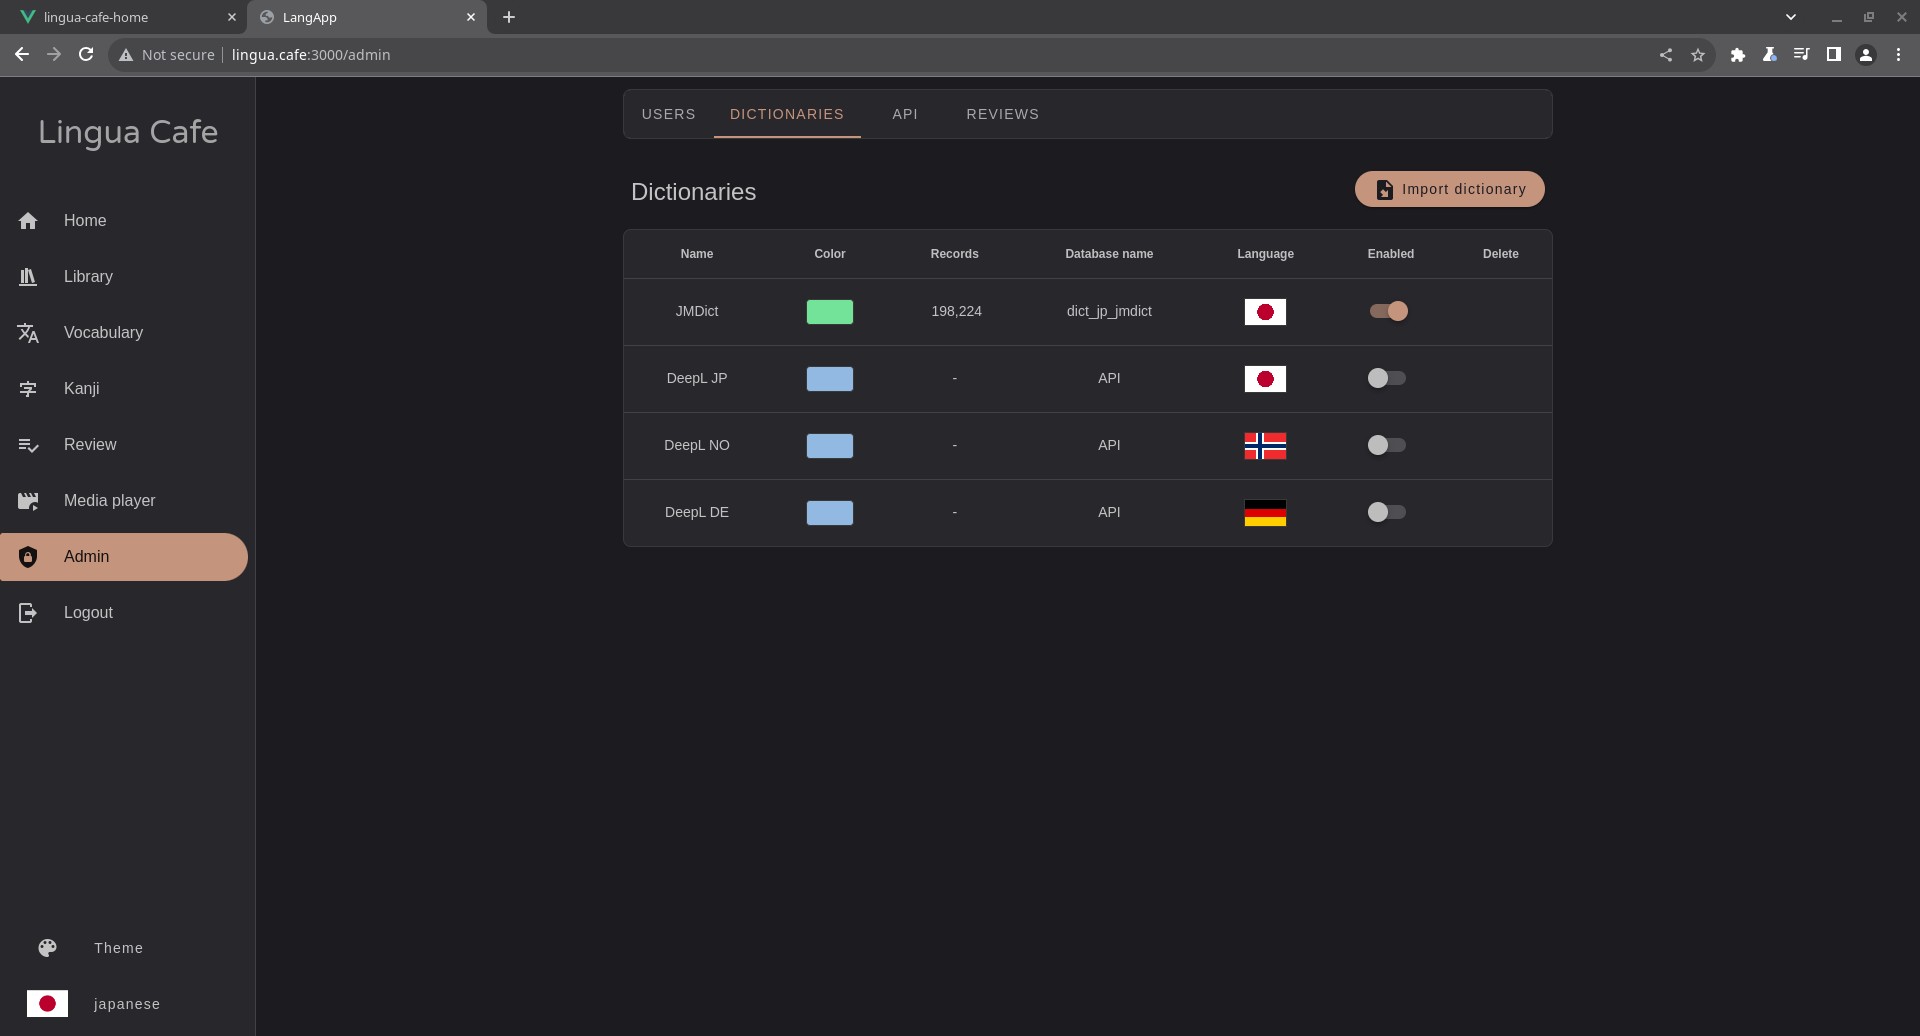 lingua-cafe-home
LangApp
Not secure
lingua.cafe:3000/admin
Lingua Cafe
Home
Library
Vocabulary
Kanji
Review
Media player
Admin
Logout
Theme
japanese
USERS DICTIONARIES API REVIEWS
Dictionaries
Import dictionary
Name Color Records Database name Language Enabled Delete
JMDict 198,224 dict_jp_jmdict
DeepL JP - API
DeepL NO - API
DeepL DE - API